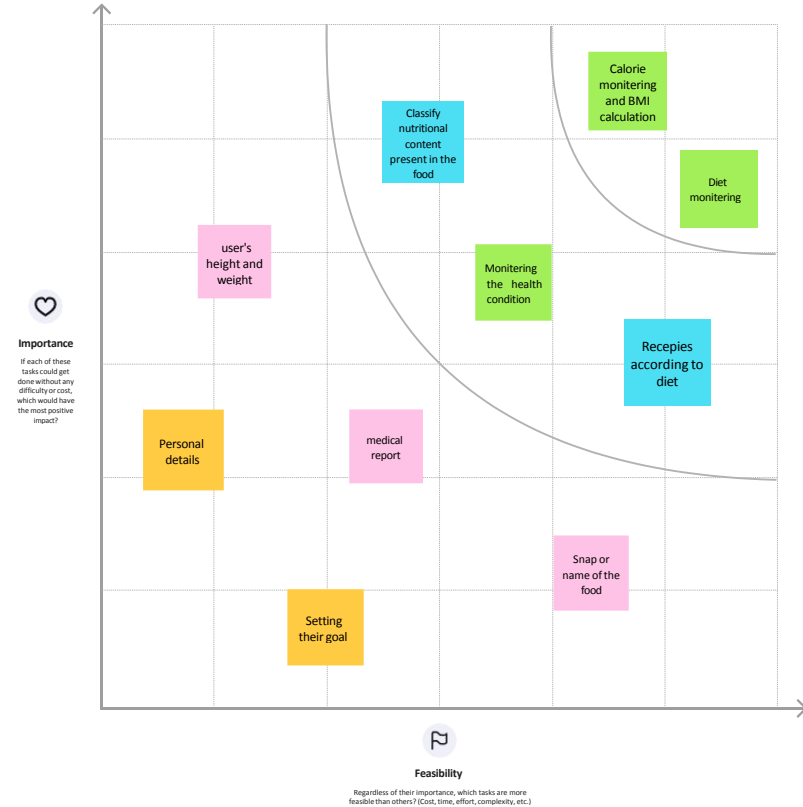 Calorie
monitering
and BMI
calculation
Classify
nutritional
content
present in the
food
Diet
monitering
user's
height and
weight
Monitering
the health
condition
Recepies
according to
diet
Importance
If each of these
tasks could get
done without any
difficulty or cost,
which would have
the most positive
impact?
Personal
details
medical
report
Snap or
name of the
food
Setting
their goal
Feasibility
Regardless of their importance, which tasks are more
feasible than others? (Cost, time, effort, complexity, etc.)